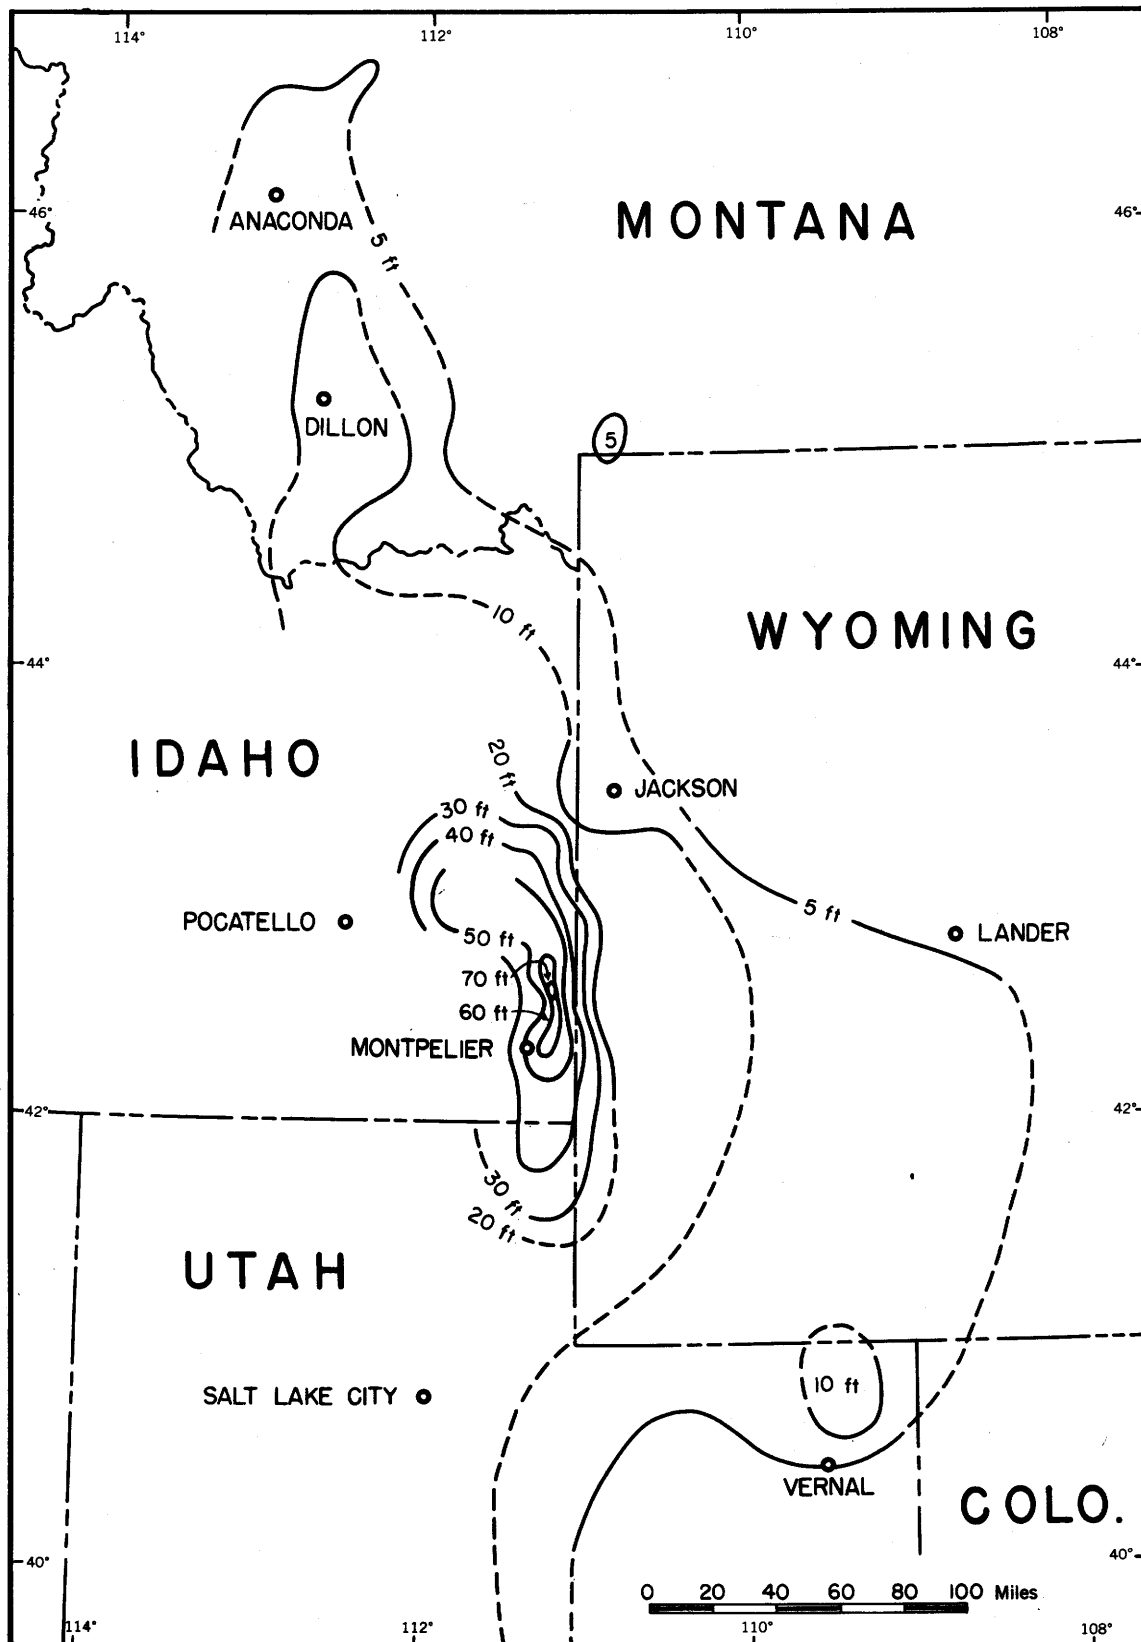 114°
112°
110°
108°
46°
ANACONDA
MONTANA
46°
5 ft
DILLON
5
10 ft
WYOMING
44°
44°
IDAHO
20 ft
JACKSON
30 ft
40 ft
5 ft
POCATELLO
LANDER
50 ft
70 ft
60 ft
MONTPELIER
42°
42°
30 ft
20 ft
UTAH
10 ft
SALT LAKE CITY
VERNAL
COLO.
40°
40°
0 20 40 60 80 100 Miles
114°
112°
110°
108°